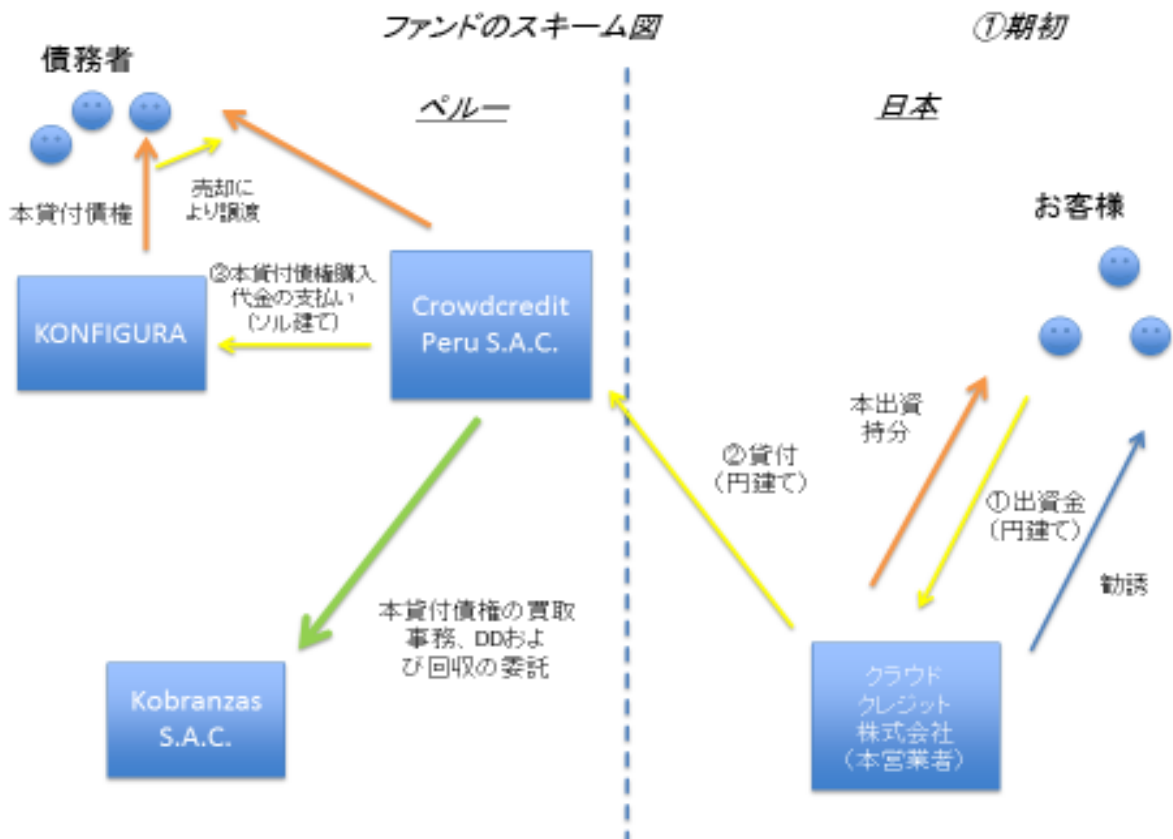 ファンドのスキーム図
①期初
債務者
ペルー
日本
本貸付債権
売却に
より譲渡
お客様
KONFIGURA
③本貸付債権購入
代金の支払い
(ソル建て)
Crowdcredit
Peru S.A.C.
本出資
持分
②貸付
(円建て)
①出資金
(円建て)
勧誘
本貸付債権の買取
事務、DDおよ
び回収の委託
Kobranzas
S.A.C.
クラウド
クレジット
株式会社
(本営業者)